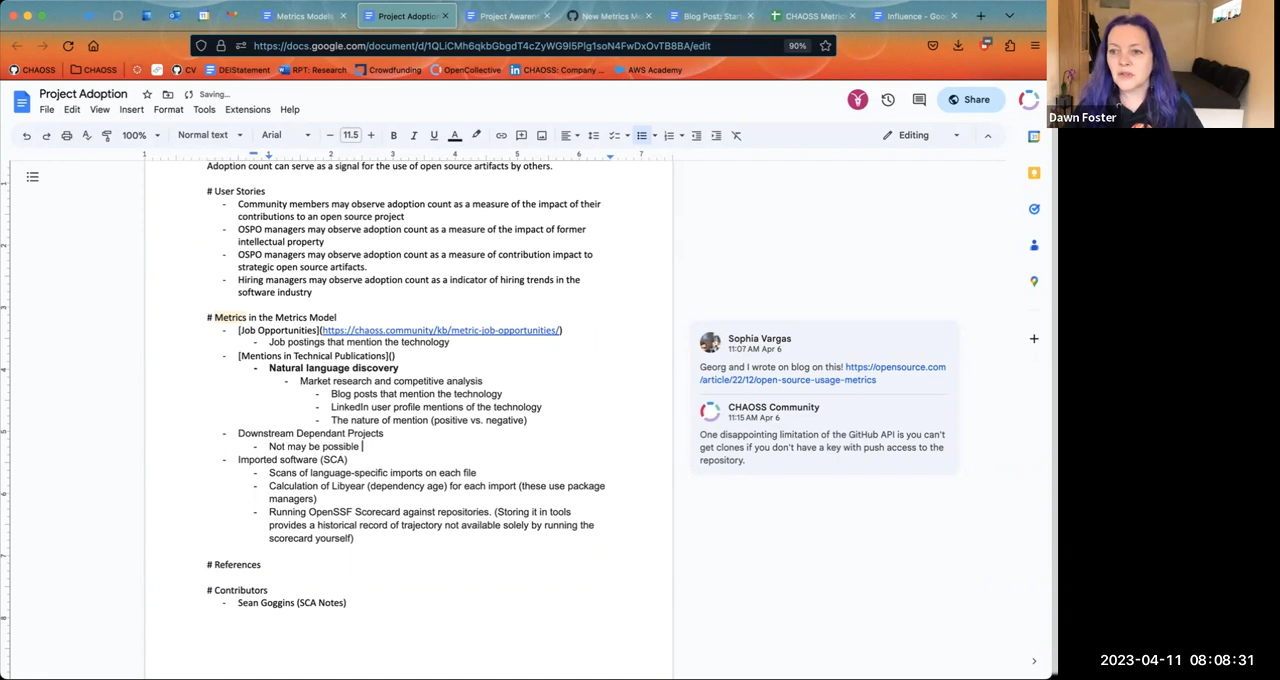 Metrics Models
Project Adoptio
Project Awaren
New Metrics Mo
Blog Post: Star
CHAOSS Metric
Influence - Goo
https://docs.google.com/document/d/1QLiCMh6qkbGbgdT4cZyWG9I5Plg1soN4FwDxOvTB8BA/edit
90%
CHAOSS
CHAOSS
CV
DEIStatement
RPT: Research
Crowdfunding
OpenCollective
CHAOSS: Company ...
AWS Academy
Dawn Foster
Project Adoption
Saving...
File Edit View Insert Format Tools Extensions Help
Share
100%
Normal text
Arial
11.5
Editing
1 1 2 3 4 5 6 7
Adoption count can serve as a signal for the use of open source artifacts by others.
# User Stories
- Community members may observe adoption count as a measure of the impact of their
contributions to an open source project
- OSPO managers may observe adoption count as a measure of the impact of former
intellectual property
- OSPO managers may observe adoption count as a measure of contribution impact to
strategic open source artifacts.
- Hiring managers may observe adoption count as a indicator of hiring trends in the
software industry
# Metrics in the Metrics Model
- [Job Opportunities](https://chaoss.community/kb/metric-job-opportunities/)
- Job postings that mention the technology
- [Mentions in Technical Publications]()
- Natural language discovery
- Market research and competitive analysis
- Blog posts that mention the technology
- LinkedIn user profile mentions of the technology
- The nature of mention (positive vs. negative)
- Downstream Dependant Projects
- Not may be possible
- Imported software (SCA)
- Scans of language-specific imports on each file
- Calculation of Libyear (dependency age) for each import (these use package
managers)
- Running OpenSSF Scorecard against repositories. (Storing it in tools
provides a historical record of trajectory not available solely by running the
scorecard yourself)
# References
# Contributors
- Sean Goggins (SCA Notes)
Sophia Vargas
11:07 AM Apr 6
Georg and I wrote on blog on this! https://opensource.com
/article/22/12/open-source-usage-metrics
CHAOSS Community
11:15 AM Apr 6
One disappointing limitation of the GitHub API is you can't
get clones if you don't have a key with push access to the
repository.
2023-04-11 08:08:31